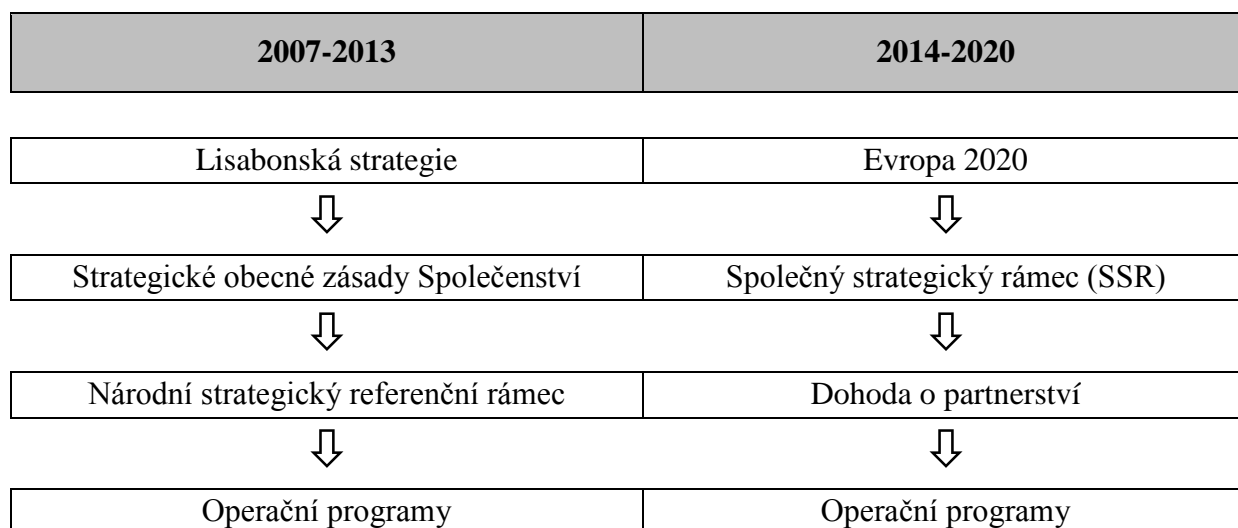 2007-2013 2014-2020
Lisabonská strategie Evropa 2020
Strategické obecné zásady Společenství Společný strategický rámec (SSR)
Národní strategický referenční rámec Dohoda o partnerství
Operační programy Operační programy